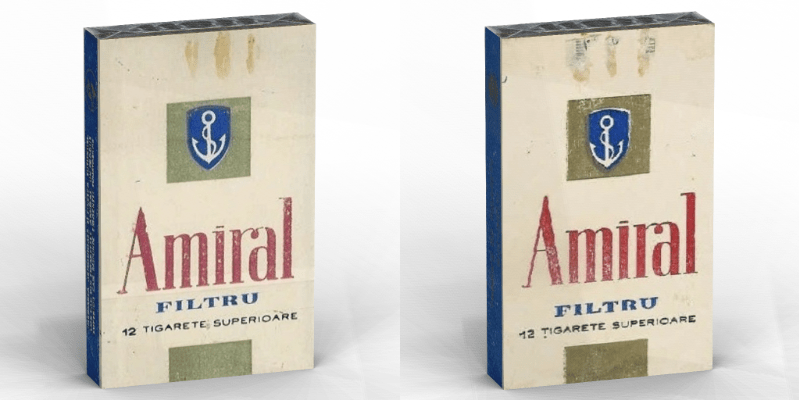 Amiral
FILTRU
12 TIGARETE SUPERIOARE
Amiral
FILTRU
12 TIGARETE SUPERIOARE